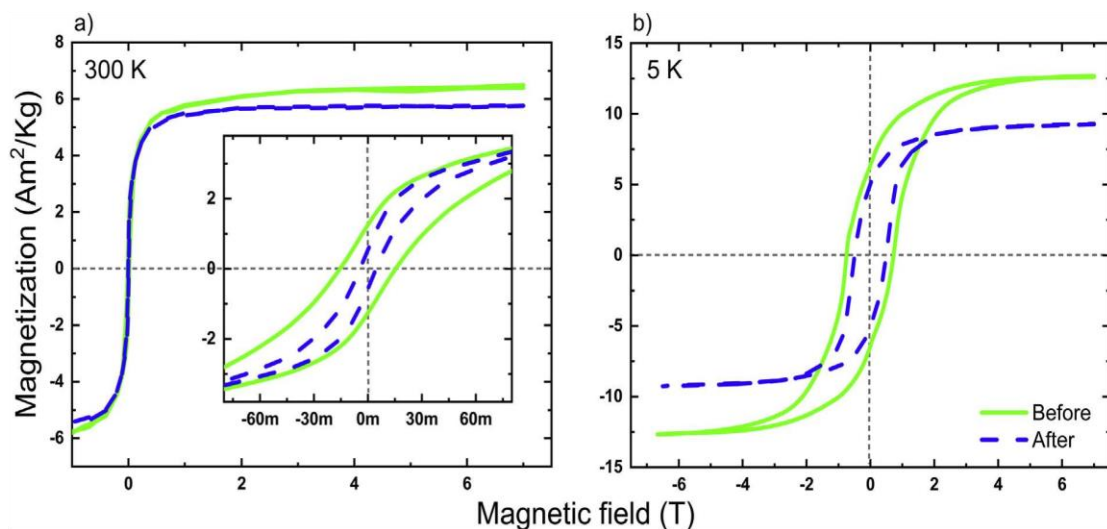 a)
b)
300 K
5 K
Magnetization (Am²/Kg)
8
6
4
2
0
-2
-4
-6
0
2
4
6
2
0
-2
-60m
-30m
0m
30m
60m
15
10
5
0
-5
-10
-15
-6
-4
-2
0
2
4
6
Before
After
Magnetic field (T)